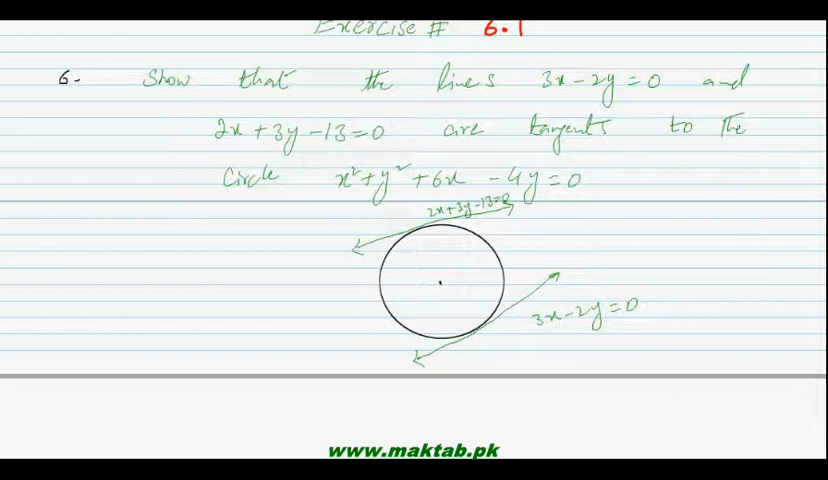 Exercise # 6.1
6. Show that the lines 3x - 2y = 0 and
2x + 3y - 13 = 0 are tangents to the
Circle x² + y² + 6x - 4y = 0
2x+3y-13=0
3x-2y=0
www.maktab.pk